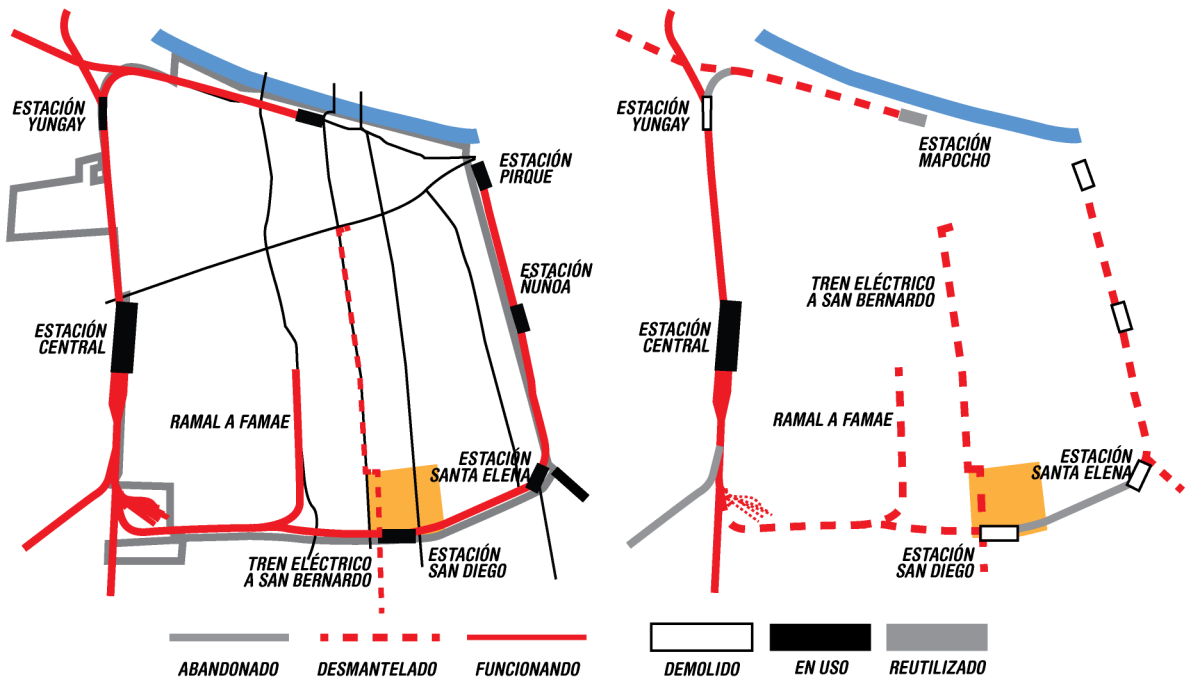 ESTACIÓN
YUNGAY
ESTACIÓN
PIRQUE
ESTACIÓN
ÑUÑOA
ESTACIÓN
CENTRAL
RAMAL A FAMAE
ESTACIÓN
SANTA ELENA
TREN ELÉCTRICO
A SAN BERNARDO
ESTACIÓN
SAN DIEGO
ESTACIÓN
YUNGAY
ESTACIÓN
MAPOCHO
TREN ELÉCTRICO
A SAN BERNARDO
ESTACIÓN
CENTRAL
RAMAL A FAMAE
ESTACIÓN
SANTA ELENA
ESTACIÓN
SAN DIEGO
ABANDONADO
DESMANTELADO
FUNCIONANDO
DEMOLIDO
EN USO
REUTILIZADO